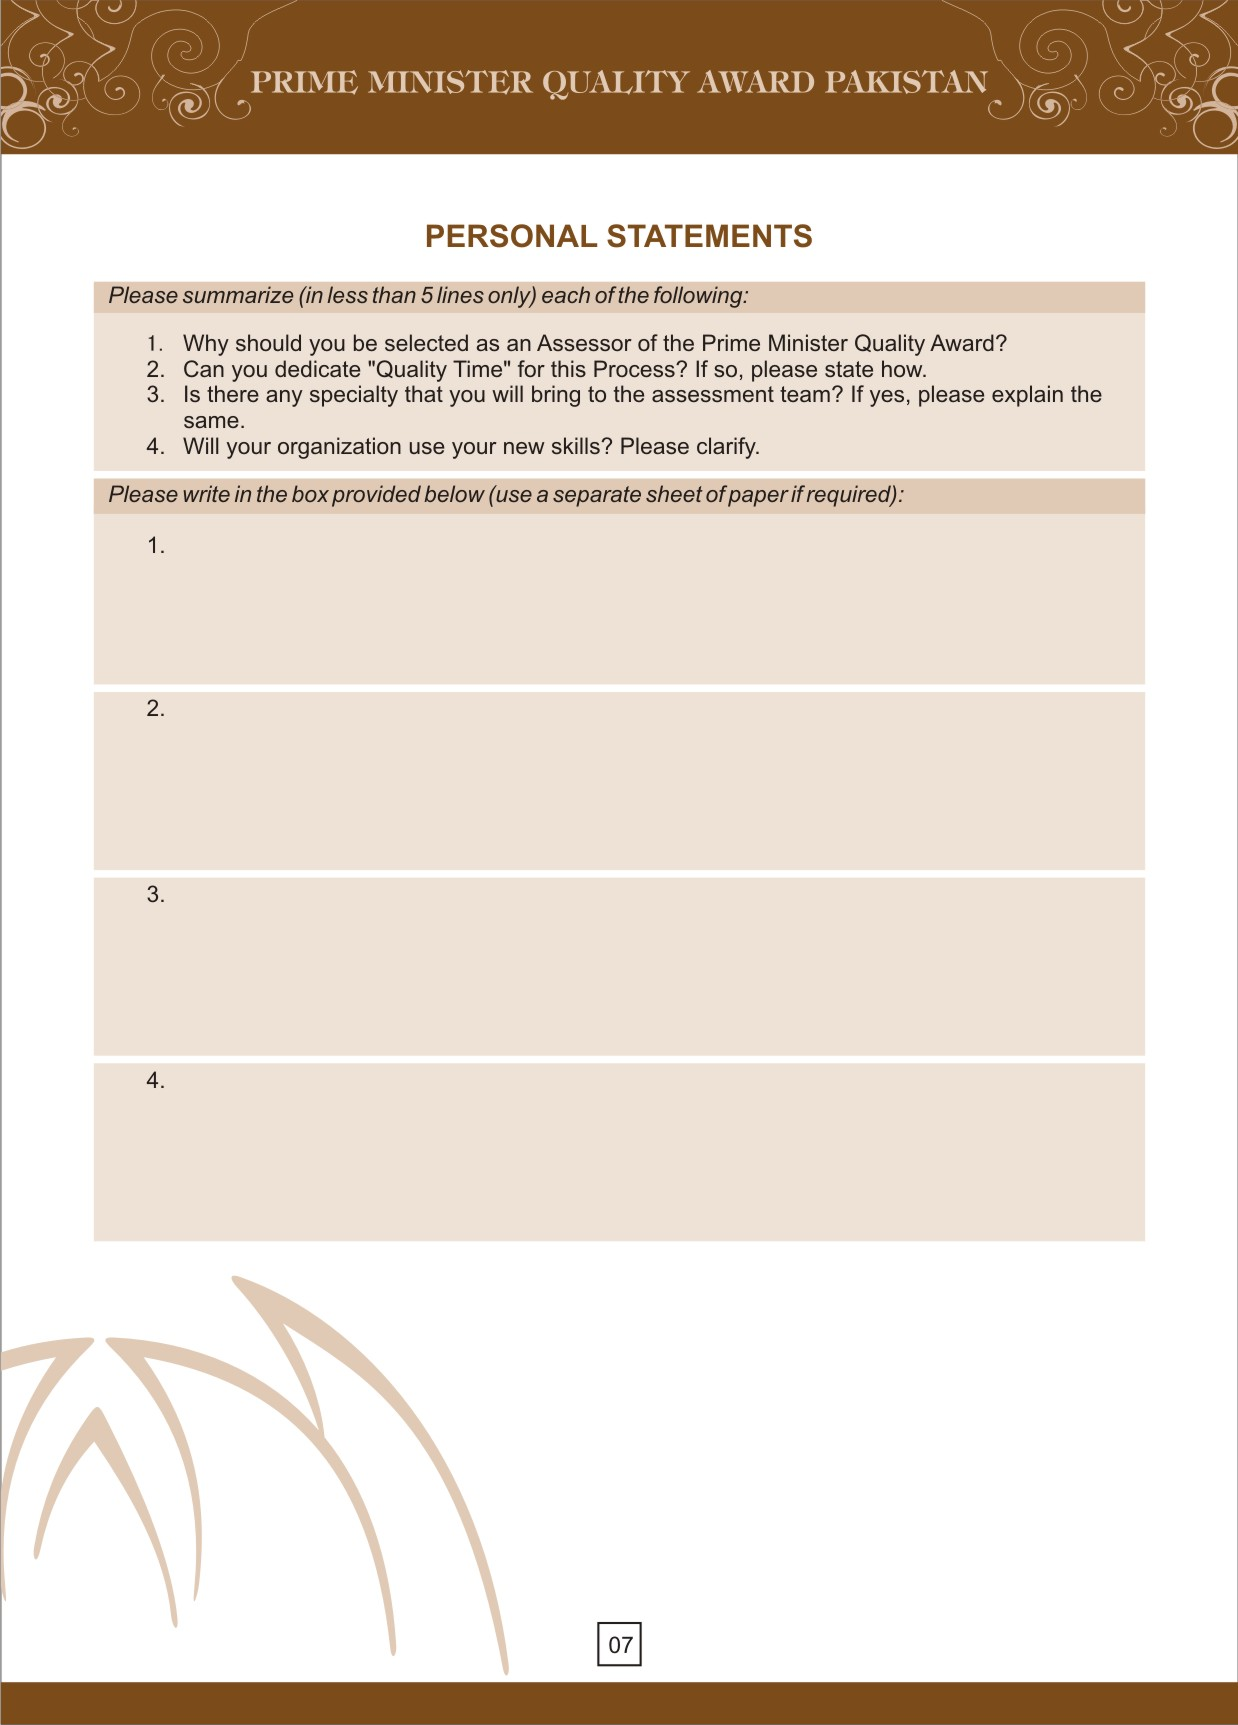 PRIME MINISTER QUALITY AWARD PAKISTAN
PERSONAL STATEMENTS
Please summarize (in less than 5 lines only) each of the following:
1. Why should you be selected as an Assessor of the Prime Minister Quality Award?
2. Can you dedicate "Quality Time" for this Process? If so, please state how.
3. Is there any specialty that you will bring to the assessment team? If yes, please explain the
same.
4. Will your organization use your new skills? Please clarify.
Please write in the box provided below (use a separate sheet of paper if required):
1.
2.
3.
4.
07